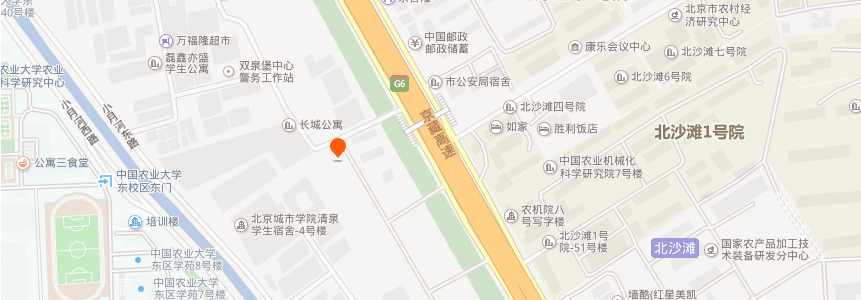 东大学
40号楼
农业大学农业
科学研究中心
小月河西路
小月河东路
万福隆超市
磊鑫亦盛
学生公寓
双泉堡中心
警务工作站
长城公寓
公寓三食堂
中国农业大学
东校区东门
培训楼
中国农业大学
东区学苑8号楼
中国农业大学
东区学苑7号楼
北京城市学院清泉
学生宿舍-4号楼
中国邮政
邮政储蓄
G6
市公安局宿舍
京藏高速
北沙滩四号院
如家
胜利饭店
康乐会议中心
北京市农村经
济研究中心
北沙滩七号院
北沙滩6号院
北沙滩1号院
中国农业机械化
科学研究院7号楼
农机院八
号写字楼
北沙滩1号
院-51号楼
北沙滩
国家农产品加工技
术装备研发分中心
墙酷(红星美凯